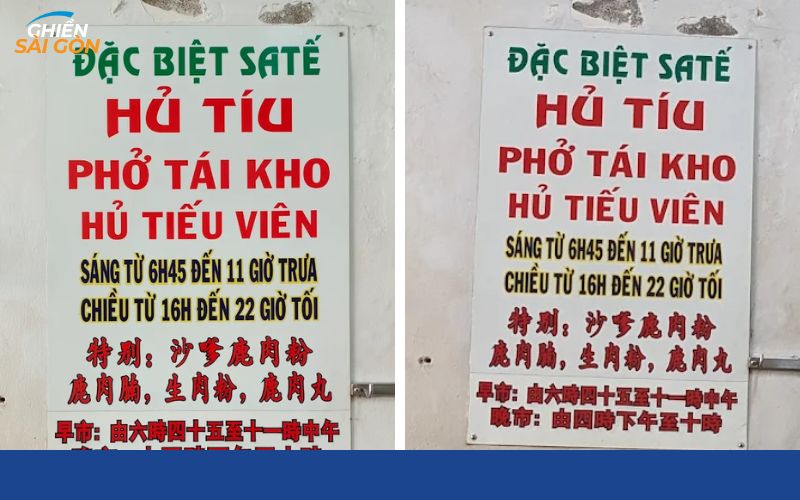 GHIỀN
SÀI GÒN
ĐẶC BIỆT SATẾ
HỦ TÍU
PHỞ TÁI KHO
HỦ TIẾU VIÊN
SÁNG TỪ 6H45 ĐẾN 11 GIỜ TRƯA
CHIỀU TỪ 16H ĐẾN 22 GIỜ TỐI
特別：沙爹鹿肉粉
鹿肉腩，生肉粉，鹿肉丸
早市：由六時四十五至十一時中午
ĐẶC BIỆT SATẾ
HỦ TÍU
PHỞ TÁI KHO
HỦ TIẾU VIÊN
SÁNG TỪ 6H45 ĐẾN 11 GIỜ TRƯA
CHIỀU TỪ 16H ĐẾN 22 GIỜ TỐI
特別：沙爹鹿肉粉
鹿肉腩，生肉粉，鹿肉丸
早市：由六時四十五至十一時中午
晚市：由四時下午至十時